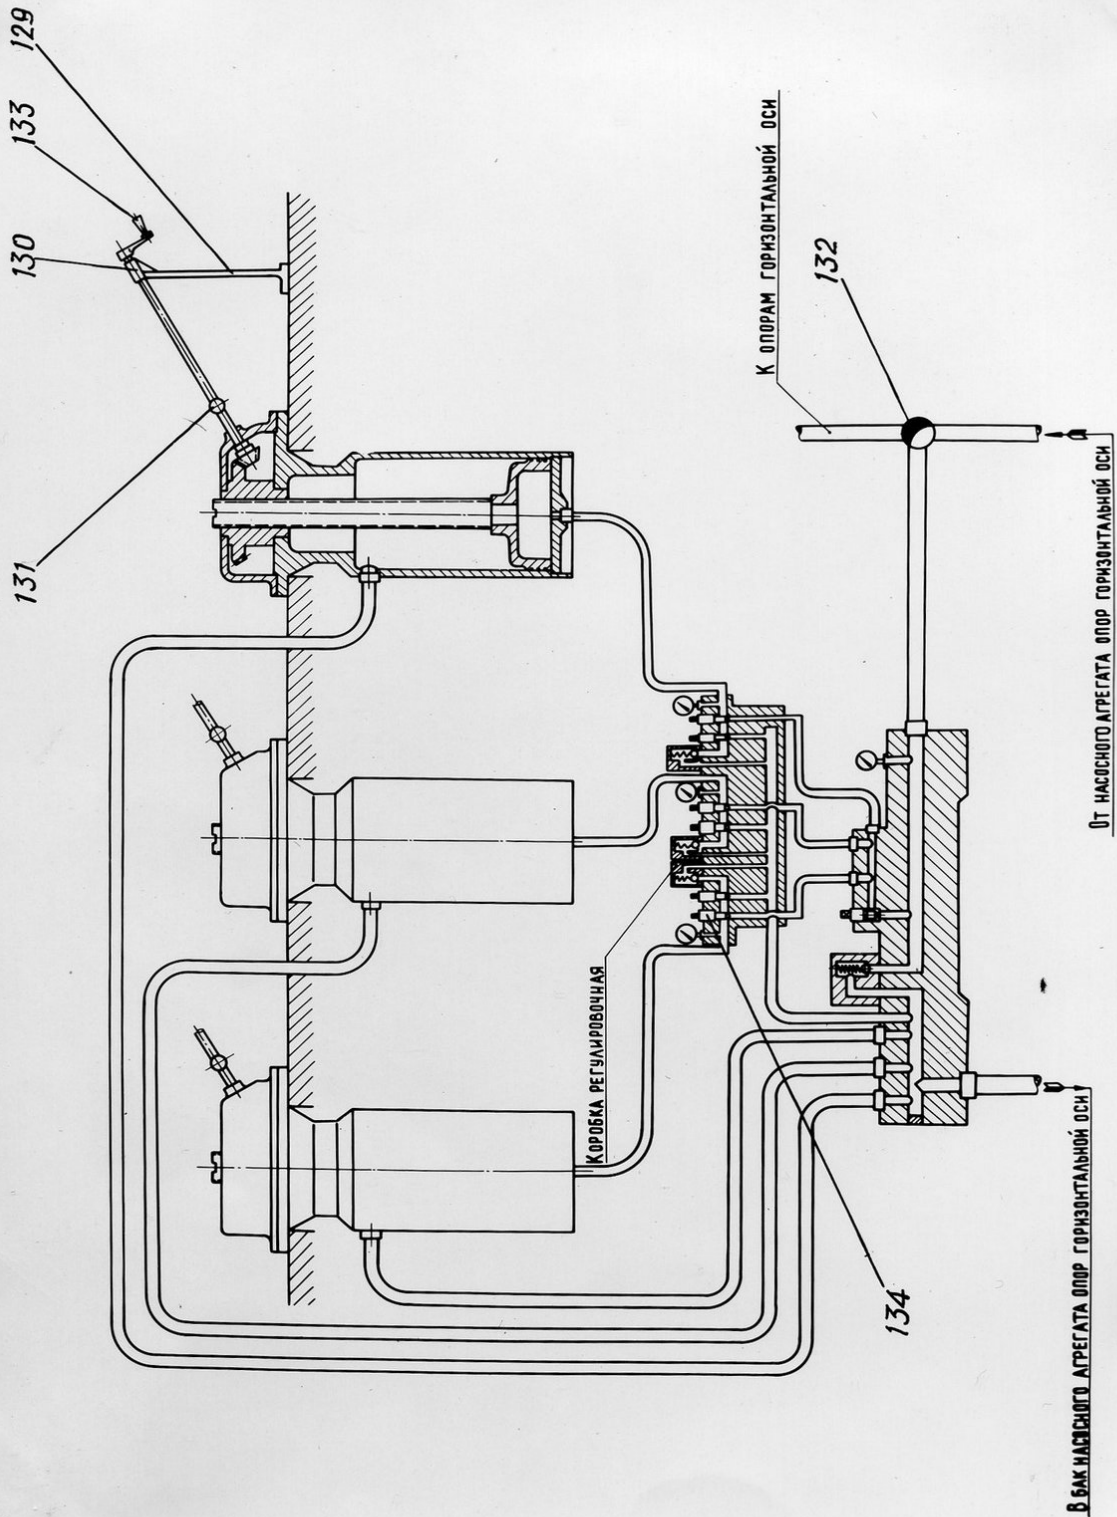 129
133
130
131
132
134
К опорам горизонтальной оси
Коробка регулировочная
От насосного агрегата опор горизонтальной оси
В бак насосного агрегата опор горизонтальной оси